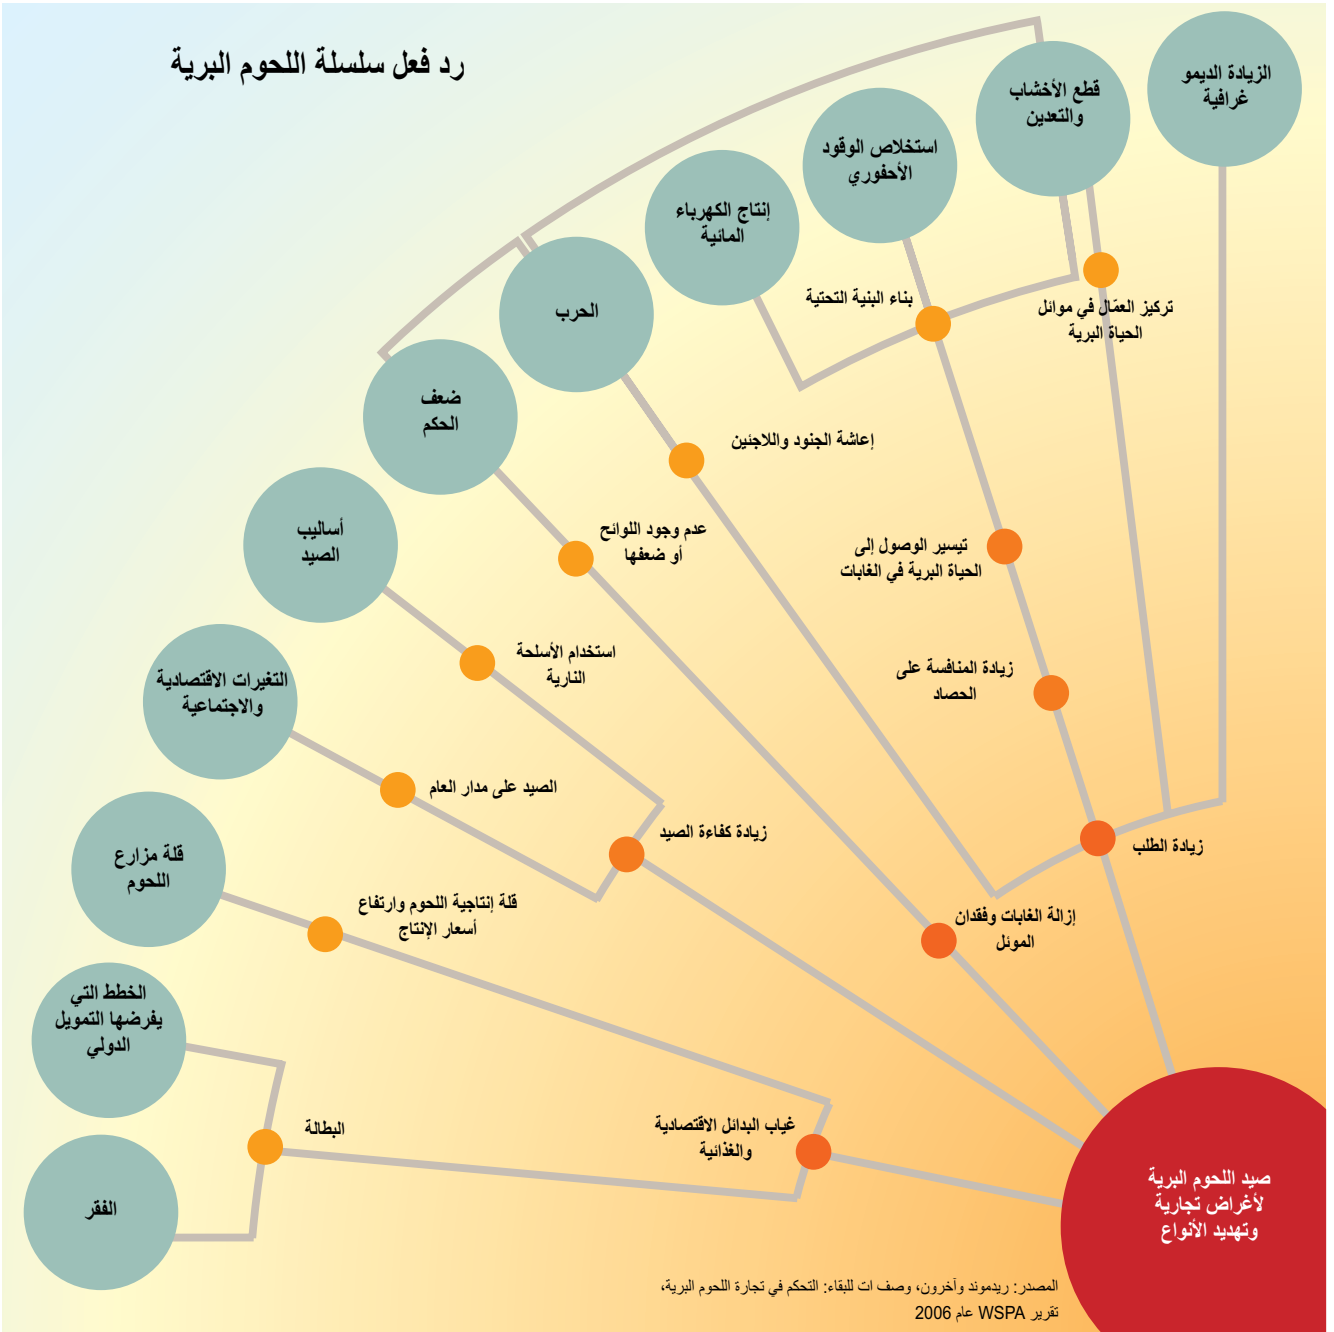 رد فعل سلسلة اللحوم البرية
الزيادة الديمو
غرافية
قطع الأخشاب
والتعدين
استخلاص الوقود
الأحفوري
إنتاج الكهرباء
المائية
الحرب
ضعف
الحكم
أساليب
الصيد
التغيرات الاقتصادية
والاجتماعية
قلة مزارع
اللحوم
الخطط التي
يفرضها التمويل
الدولي
الفقر
تركيز العمّال في موائل
الحياة البرية
بناء البنية التحتية
إعاشة الجنود واللاجئين
عدم وجود اللوائح
أو ضعفها
تيسير الوصول إلى
الحياة البرية في الغابات
استخدام الأسلحة
النارية
زيادة المنافسة على
الحصاد
الصيد على مدار العام
زيادة كفاءة الصيد
زيادة الطلب
قلة إنتاجية اللحوم وارتفاع
أسعار الإنتاج
إزالة الغابات وفقدان
الموئل
البطالة
غياب البدائل الاقتصادية
والغذائية
صيد اللحوم البرية
لأغراض تجارية
وتهديد الأنواع
المصدر: ريدموند وآخرون، وصف ات للبقاء: التحكم في تجارة اللحوم البرية،
تقرير WSPA عام 2006